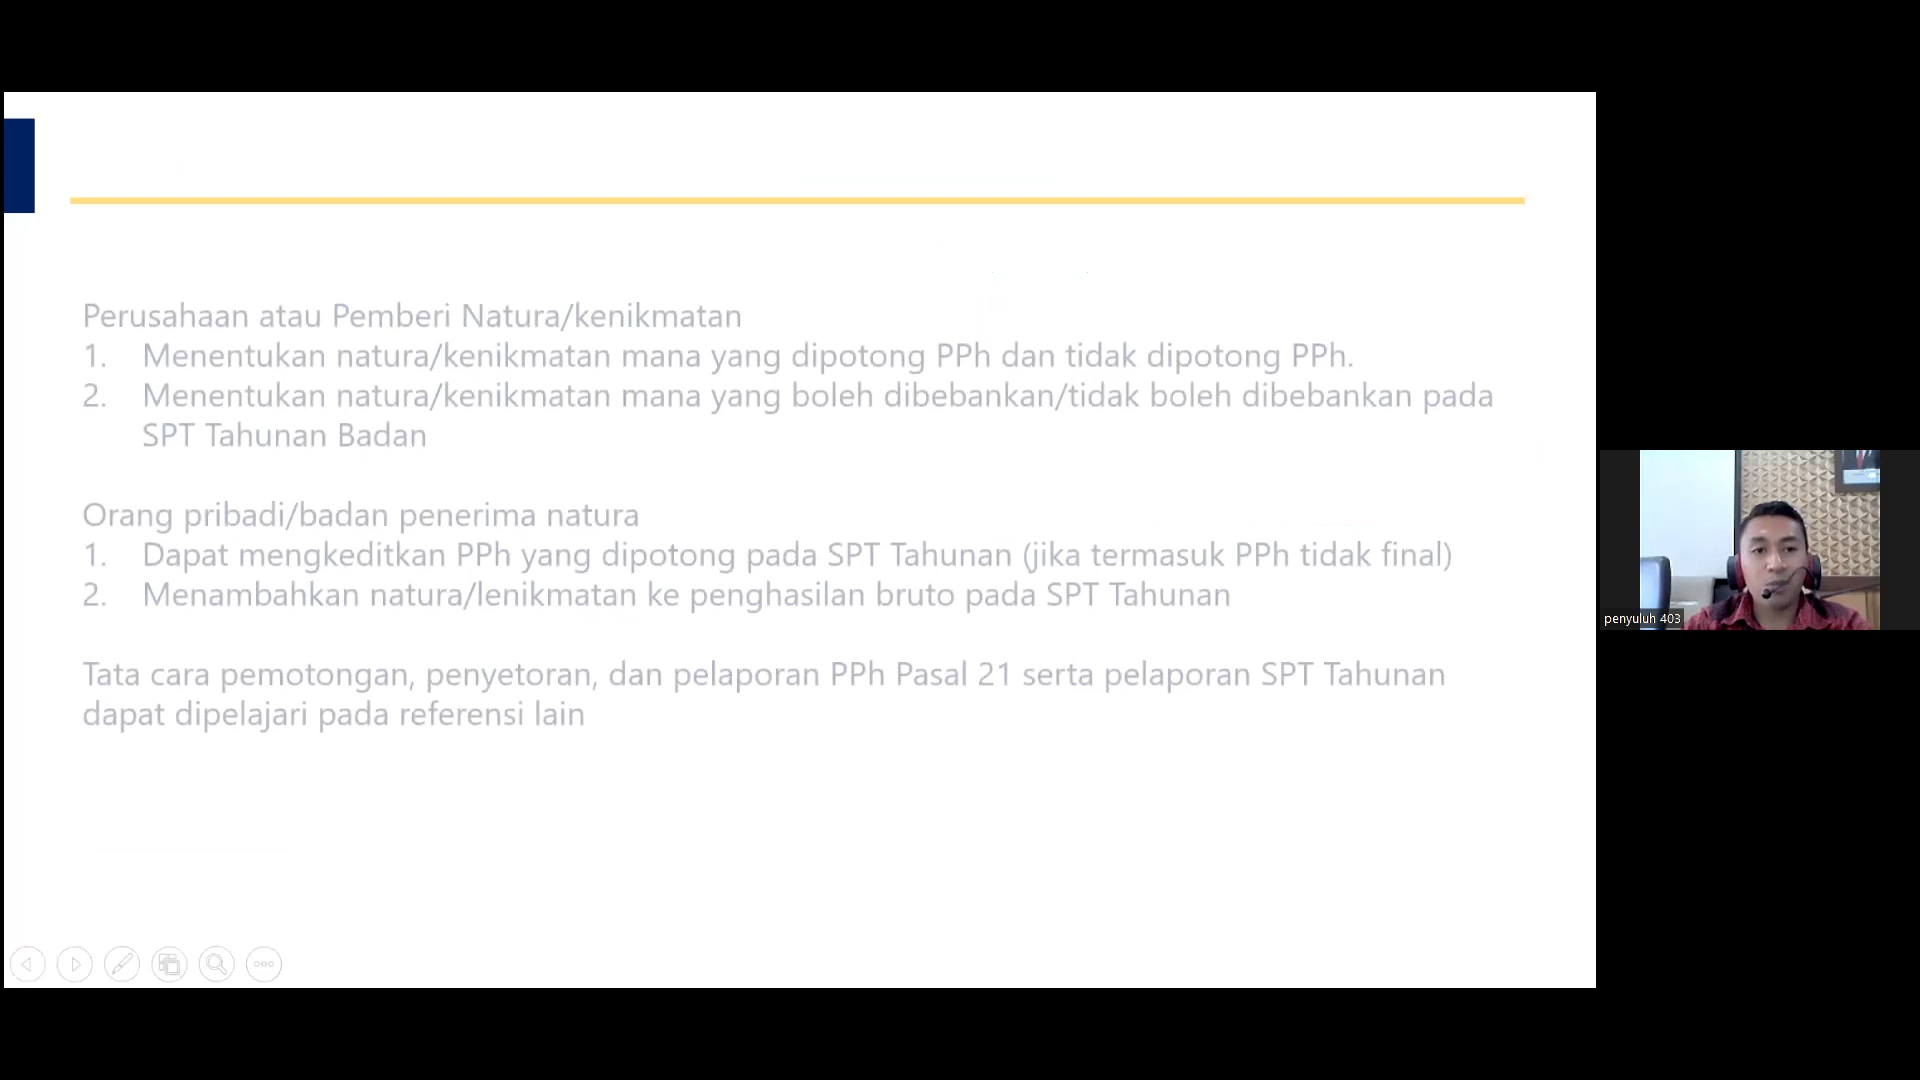 Perusahaan atau Pemberi Natura/kenikmatan
1. Menentukan natura/kenikmatan mana yang dipotong PPh dan tidak dipotong PPh.
2. Menentukan natura/kenikmatan mana yang boleh dibebankan/tidak boleh dibebankan pada
SPT Tahunan Badan
Orang pribadi/badan penerima natura
1. Dapat mengkeditkan PPh yang dipotong pada SPT Tahunan (jika termasuk PPh tidak final)
2. Menambahkan natura/lenikmatan ke penghasilan bruto pada SPT Tahunan
Tata cara pemotongan, penyetoran, dan pelaporan PPh Pasal 21 serta pelaporan SPT Tahunan
dapat dipelajari pada referensi lain
penyuluh 403